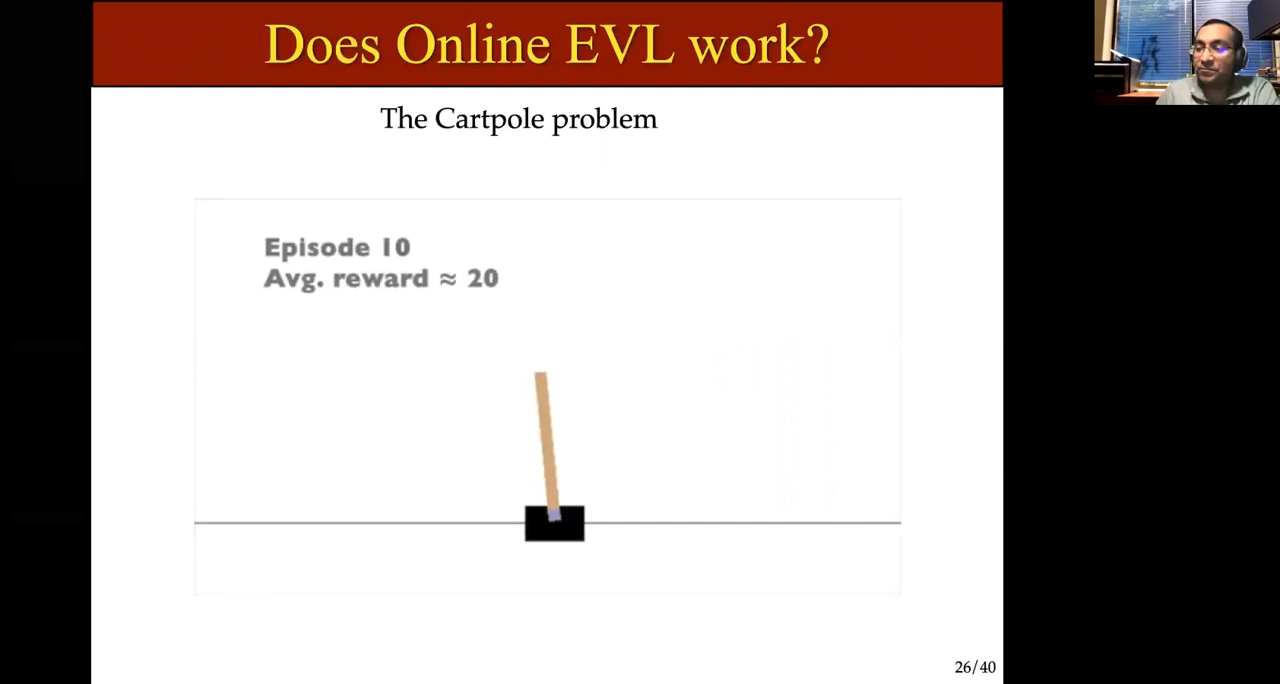 Does Online EVL work?
The Cartpole problem
Episode 10
Avg. reward ≈ 20
26/40